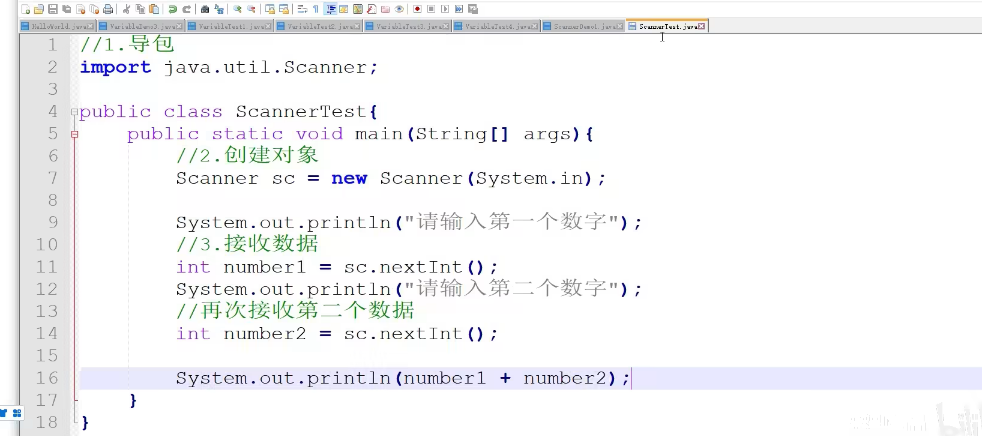 HelloWorld.java
VariableDemo3.java
VariableTest1.java
VariableTest2.java
VariableTest3.java
VariableTest4.java
ScannerDemo1.java
ScannerTest.java
1 //1.导包
2 import java.util.Scanner;
3
4 public class ScannerTest{
5 public static void main(String[] args){
6 //2.创建对象
7 Scanner sc = new Scanner(System.in);
8
9 System.out.println("请输入第一个数字");
10 //3.接收数据
11 int number1 = sc.nextInt();
12 System.out.println("请输入第二个数字");
13 //再次接收第二个数据
14 int number2 = sc.nextInt();
15
16 System.out.println(number1 + number2);
17 }
18 }
bili